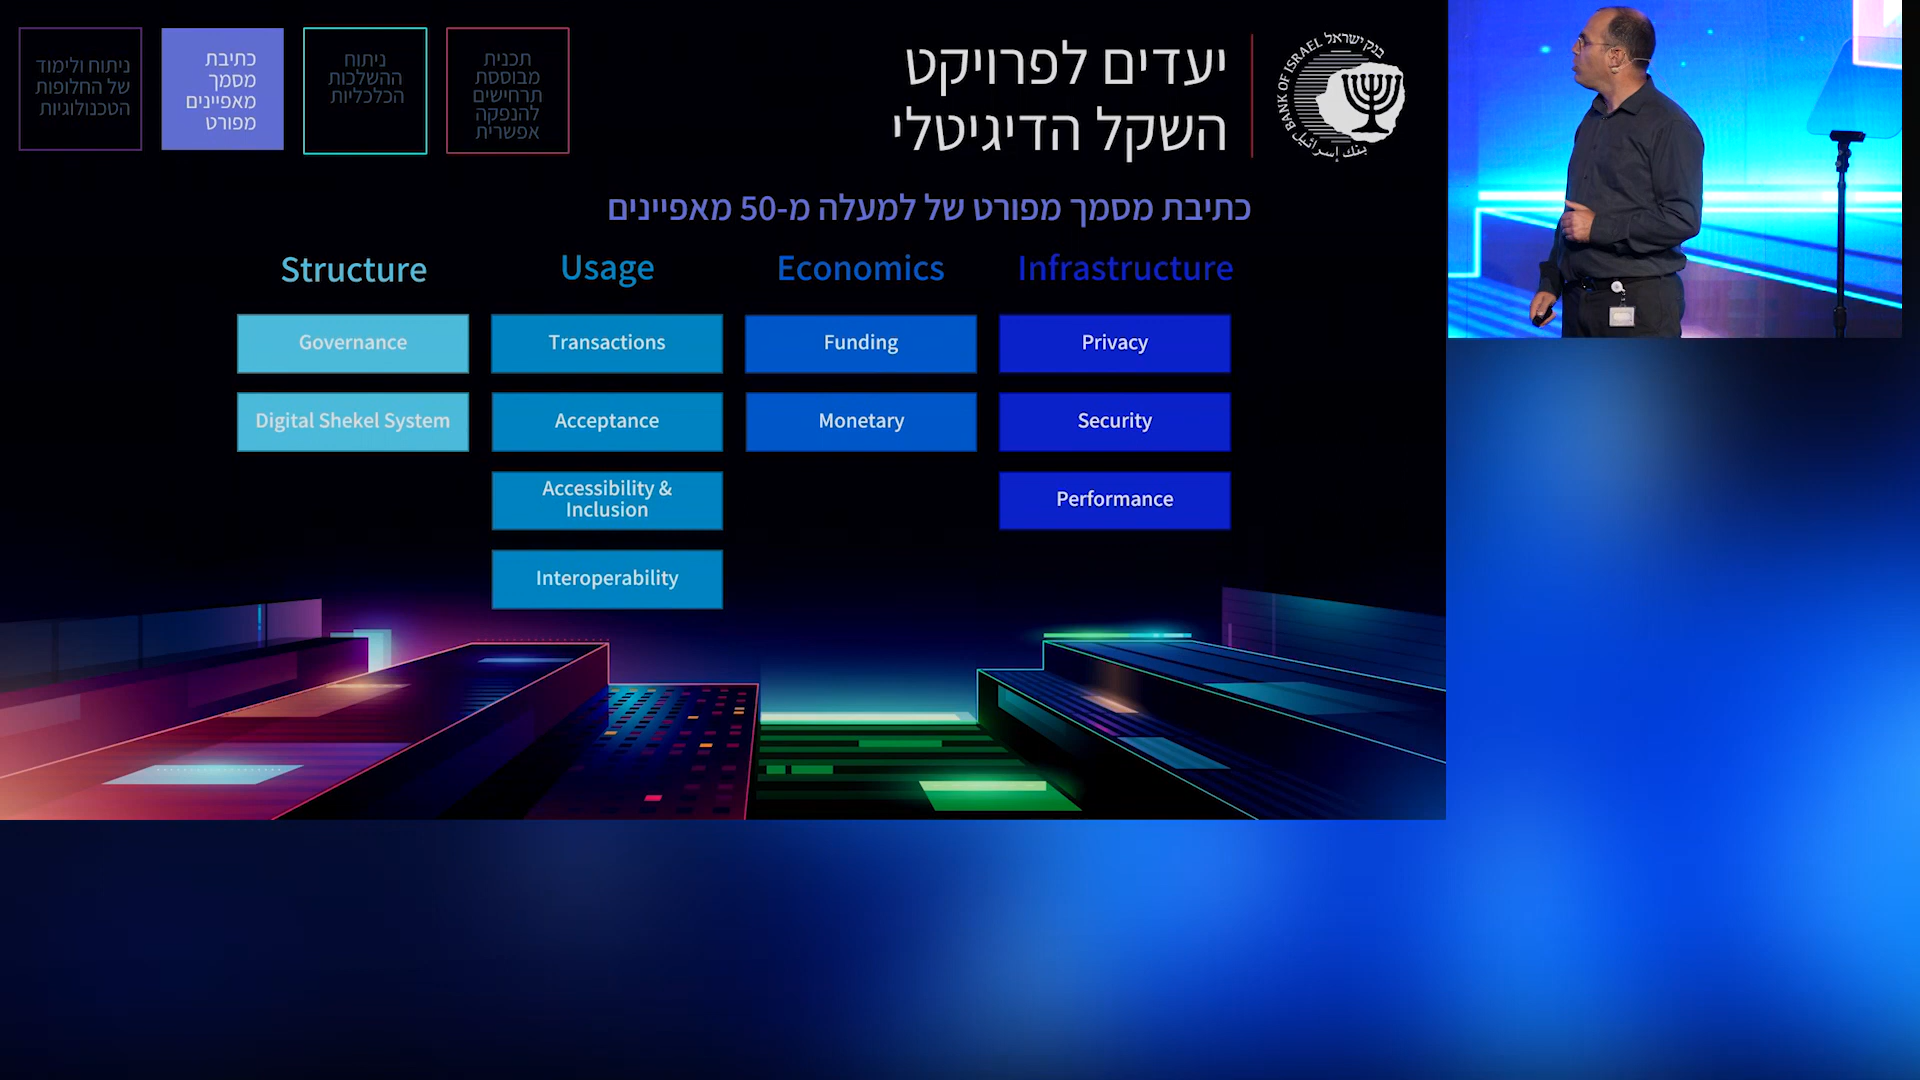 יעדים לפרויקט
השקל הדיגיטלי
BANK OF ISRAEL
בנק ישראל
بنك إسرائيل
תכנית
מבוססת
תרחישים
להנפקה
אפשרית
ניתוח
ההשלכות
הכלכליות
כתיבת
מסמך
מאפיינים
מפורט
ניתוח ולימוד
של החלופות
הטכנולוגיות
כתיבת מסמך מפורט של למעלה מ-50 מאפיינים
Structure
Governance
Digital Shekel System
Usage
Transactions
Acceptance
Accessibility &
Inclusion
Interoperability
Economics
Funding
Monetary
Infrastructure
Privacy
Security
Performance